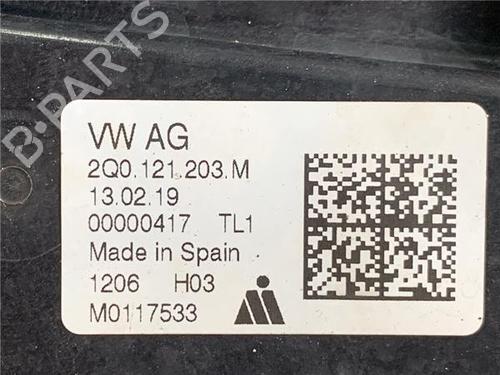 B-PARTS
VW AG
2Q0.121.203.M
13.02.19
00000417 TL1
Made in Spain
1206 H03
M0117533